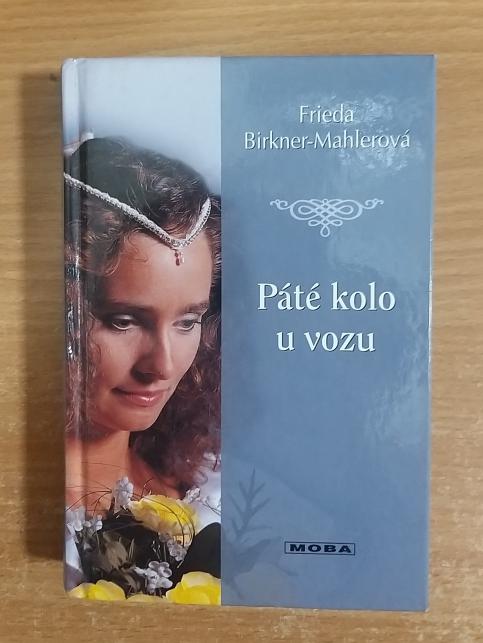 Frieda
Birkner-Mahlerová
Páté kolo
u vozu
MOBA